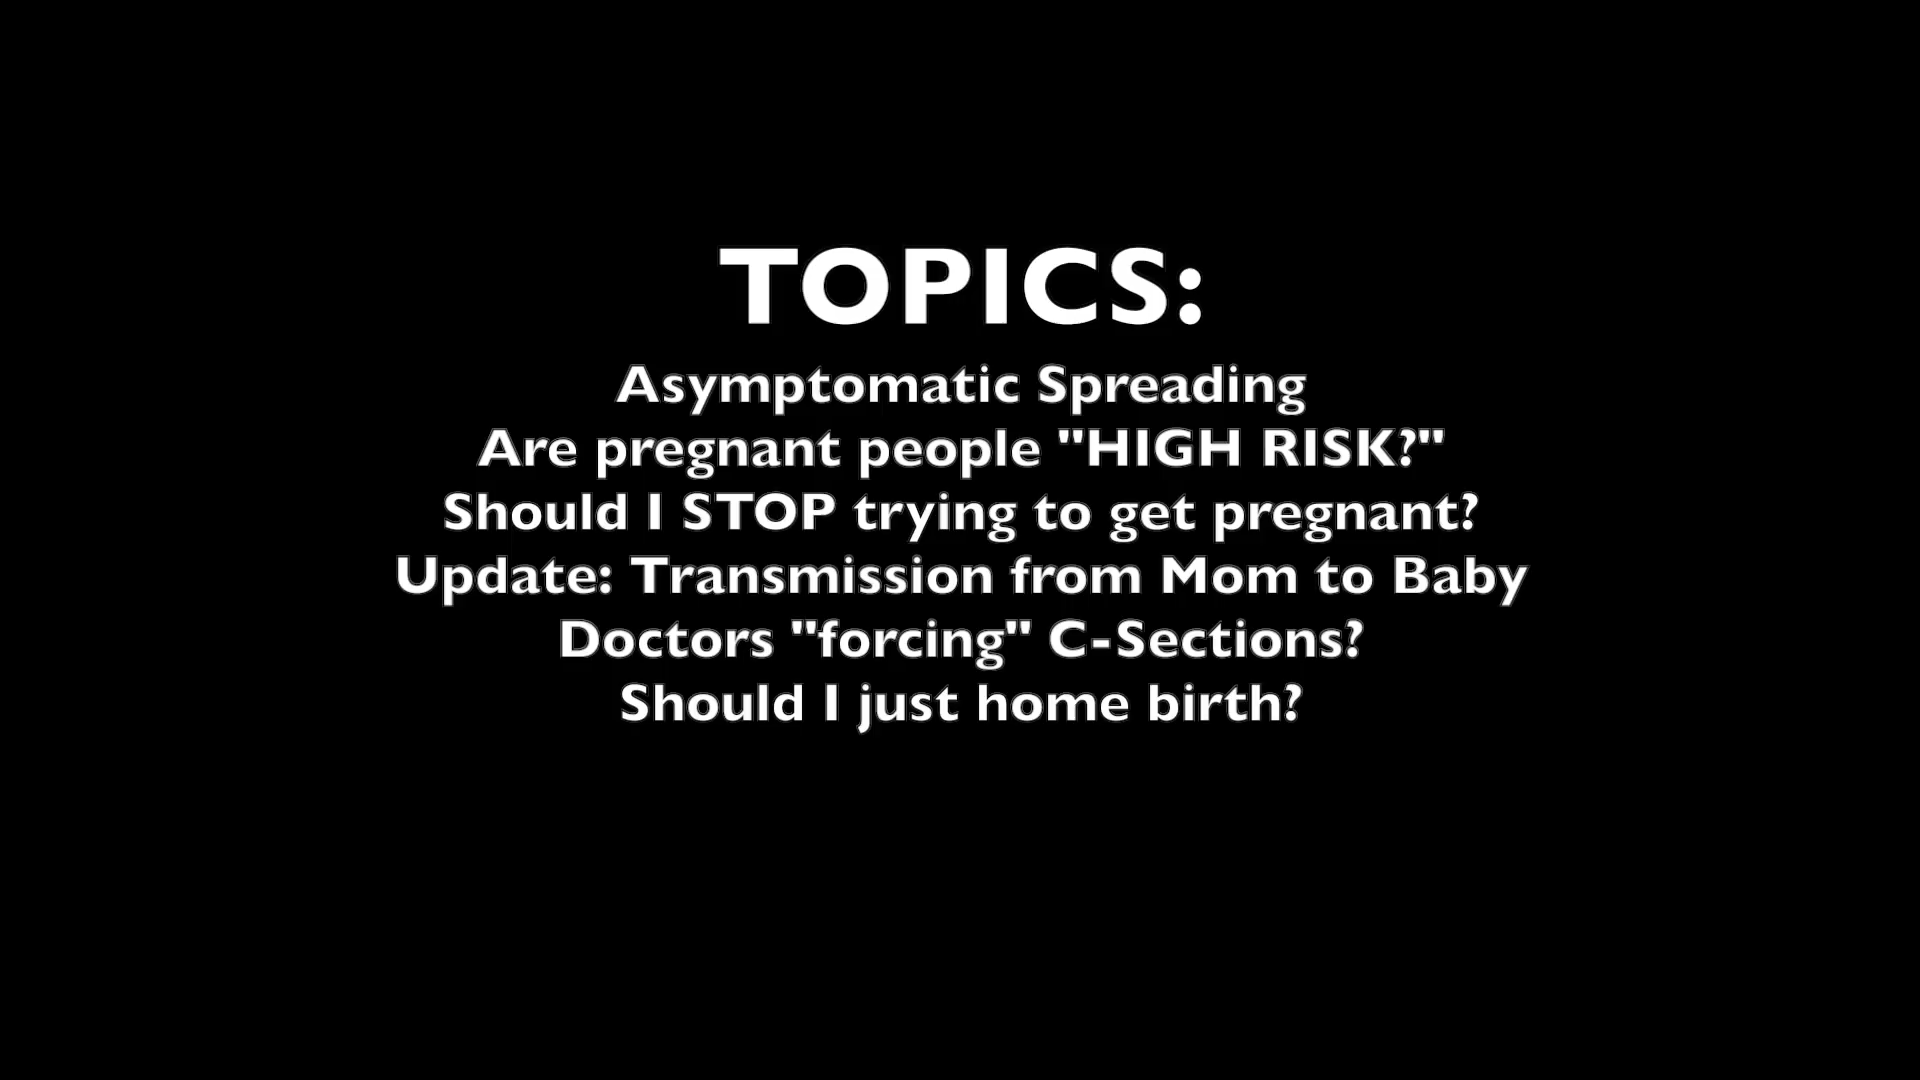 TOPICS:
Asymptomatic Spreading
Are pregnant people "HIGH RISK?"
Should I STOP trying to get pregnant?
Update: Transmission from Mom to Baby
Doctors "forcing" C-Sections?
Should I just home birth?